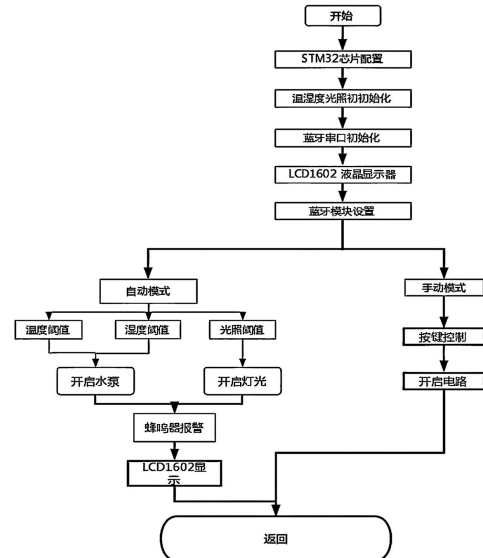 开始
STM32芯片配置
温湿度光照初初始化
蓝牙串口初始化
LCD1602 液晶显示器
蓝牙模块设置
自动模式
手动模式
温度阈值
湿度阈值
光照阈值
按键控制
开启水泵
开启灯光
开启电路
蜂鸣器报警
LCD1602显
示
返回